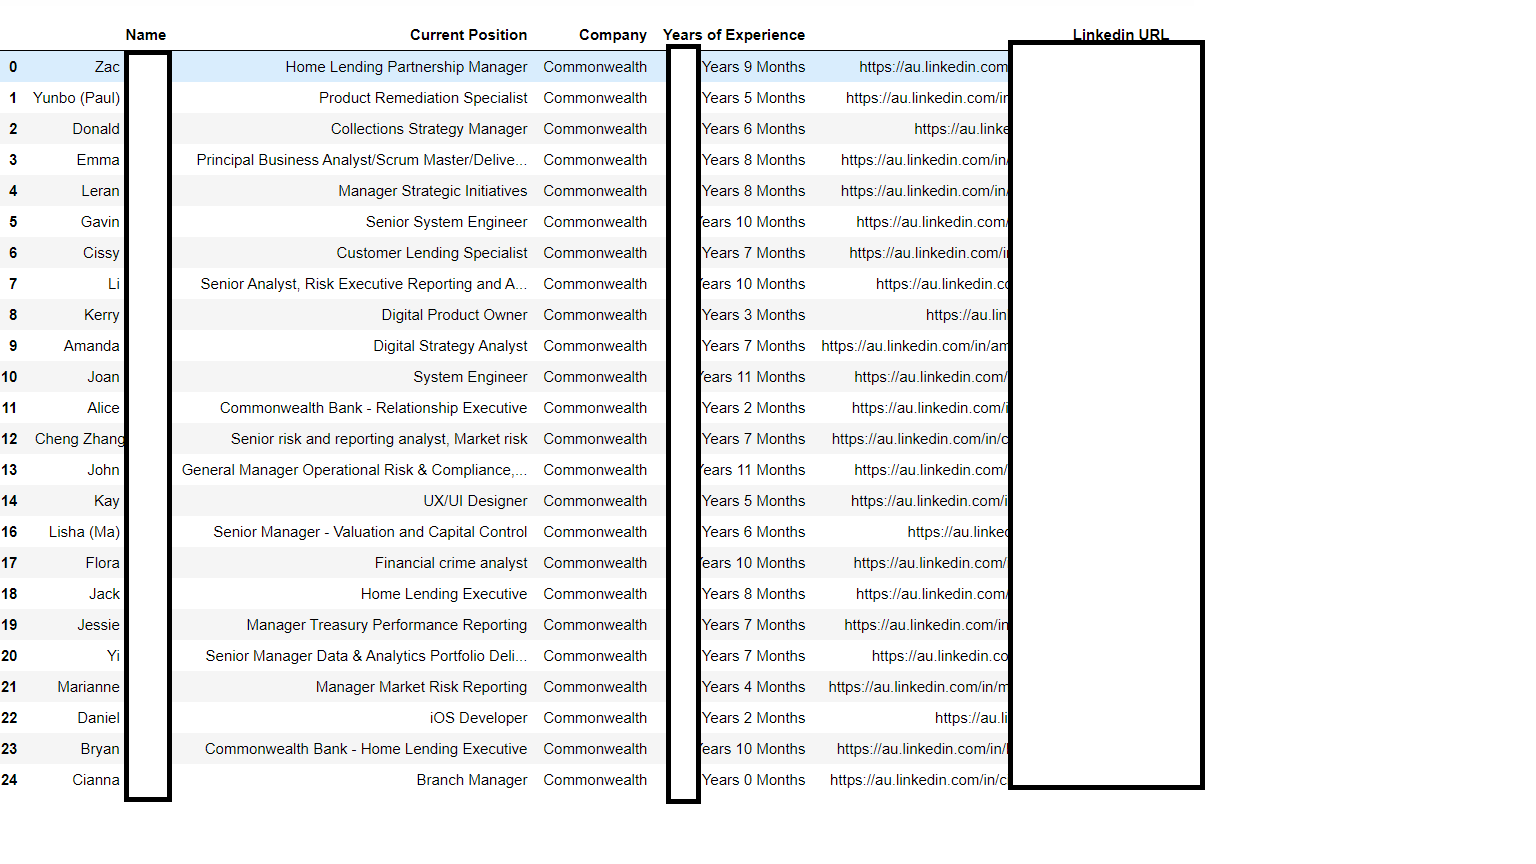 Name Current Position Company Years of Experience Linkedin URL
0 Zac Home Lending Partnership Manager Commonwealth Years 9 Months https://au.linkedin.com
1 Yunbo (Paul) Product Remediation Specialist Commonwealth Years 5 Months https://au.linkedin.com/in
2 Donald Collections Strategy Manager Commonwealth Years 6 Months https://au.linke
3 Emma Principal Business Analyst/Scrum Master/Delive... Commonwealth Years 8 Months https://au.linkedin.com/in/
4 Leran Manager Strategic Initiatives Commonwealth Years 8 Months https://au.linkedin.com/in/
5 Gavin Senior System Engineer Commonwealth Years 10 Months https://au.linkedin.com/
6 Cissy Customer Lending Specialist Commonwealth Years 7 Months https://au.linkedin.com/i
7 Li Senior Analyst, Risk Executive Reporting and A... Commonwealth Years 10 Months https://au.linkedin.co
8 Kerry Digital Product Owner Commonwealth Years 3 Months https://au.lin
9 Amanda Digital Strategy Analyst Commonwealth Years 7 Months https://au.linkedin.com/in/am
10 Joan System Engineer Commonwealth Years 11 Months https://au.linkedin.com/
11 Alice Commonwealth Bank - Relationship Executive Commonwealth Years 2 Months https://au.linkedin.com/i
12 Cheng Zhang Senior risk and reporting analyst, Market risk Commonwealth Years 7 Months https://au.linkedin.com/in/c
13 John General Manager Operational Risk & Compliance,... Commonwealth Years 11 Months https://au.linkedin.com/
14 Kay UX/UI Designer Commonwealth Years 5 Months https://au.linkedin.com/i
16 Lisha (Ma) Senior Manager - Valuation and Capital Control Commonwealth Years 6 Months https://au.linked
17 Flora Financial crime analyst Commonwealth Years 10 Months https://au.linkedin.com/
18 Jack Home Lending Executive Commonwealth Years 8 Months https://au.linkedin.com/
19 Jessie Manager Treasury Performance Reporting Commonwealth Years 7 Months https://au.linkedin.com/in
20 Yi Senior Manager Data & Analytics Portfolio Deli... Commonwealth Years 7 Months https://au.linkedin.co
21 Marianne Manager Market Risk Reporting Commonwealth Years 4 Months https://au.linkedin.com/in/m
22 Daniel iOS Developer Commonwealth Years 2 Months https://au.li
23 Bryan Commonwealth Bank - Home Lending Executive Commonwealth Years 10 Months https://au.linkedin.com/in/
24 Cianna Branch Manager Commonwealth Years 0 Months https://au.linkedin.com/in/c